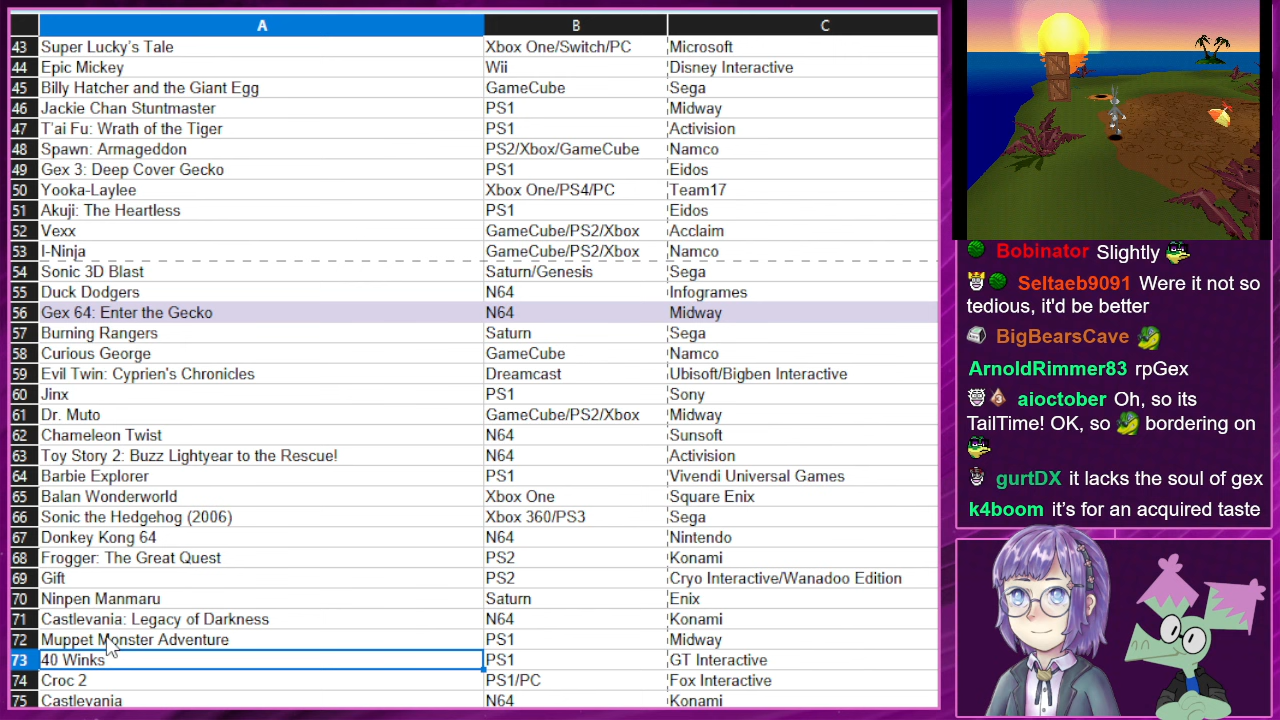 A B C
43 Super Lucky's Tale Xbox One/Switch/PC Microsoft
44 Epic Mickey Wii Disney Interactive
45 Billy Hatcher and the Giant Egg GameCube Sega
46 Jackie Chan Stuntmaster PS1 Midway
47 T'ai Fu: Wrath of the Tiger PS1 Activision
48 Spawn: Armageddon PS2/Xbox/GameCube Namco
49 Gex 3: Deep Cover Gecko PS1 Eidos
50 Yooka-Laylee Xbox One/PS4/PC Team17
51 Akuji: The Heartless PS1 Eidos
52 Vexx GameCube/PS2/Xbox Acclaim
53 I-Ninja GameCube/PS2/Xbox Namco
54 Sonic 3D Blast Saturn/Genesis Sega
55 Duck Dodgers N64 Infogrames
56 Gex 64: Enter the Gecko N64 Midway
57 Burning Rangers Saturn Sega
58 Curious George GameCube Namco
59 Evil Twin: Cyprien's Chronicles Dreamcast Ubisoft/Bigben Interactive
60 Jinx PS1 Sony
61 Dr. Muto GameCube/PS2/Xbox Midway
62 Chameleon Twist N64 Sunsoft
63 Toy Story 2: Buzz Lightyear to the Rescue! N64 Activision
64 Barbie Explorer PS1 Vivendi Universal Games
65 Balan Wonderworld Xbox One Square Enix
66 Sonic the Hedgehog (2006) Xbox 360/PS3 Sega
67 Donkey Kong 64 N64 Nintendo
68 Frogger: The Great Quest PS2 Konami
69 Gift PS2 Cryo Interactive/Wanadoo Edition
70 Ninpen Manmaru Saturn Enix
71 Castlevania: Legacy of Darkness N64 Konami
72 Muppet Monster Adventure PS1 Midway
73 40 Winks PS1 GT Interactive
74 Croc 2 PS1/PC Fox Interactive
75 Castlevania N64 Konami
Bobinator Slightly
Seltaeb9091 Were it not so
tedious, it'd be better
BigBearsCave
ArnoldRimmer83 rpGex
aioctober Oh, so its
TailTime! OK, so bordering on
gurtDX it lacks the soul of gex
k4boom it's for an acquired taste